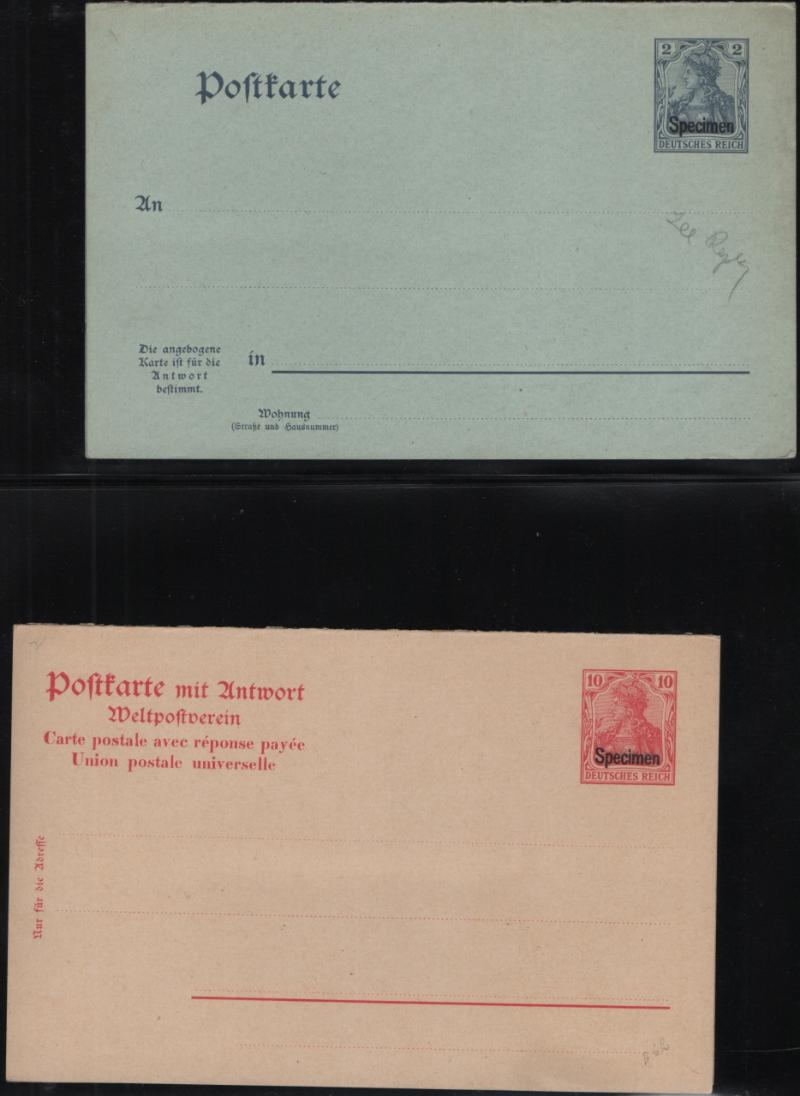 Postkarte
2 2
Specimen
DEUTSCHES REICH
An
Die angebogene
Karte ist für die
Antwort
bestimmt.
in
Wohnung
(Straße und Hausnummer)
Postkarte mit Antwort
Weltpostverein
Carte postale avec réponse payée
Union postale universelle
10 10
Specimen
DEUTSCHES REICH
Nur für die Adresse